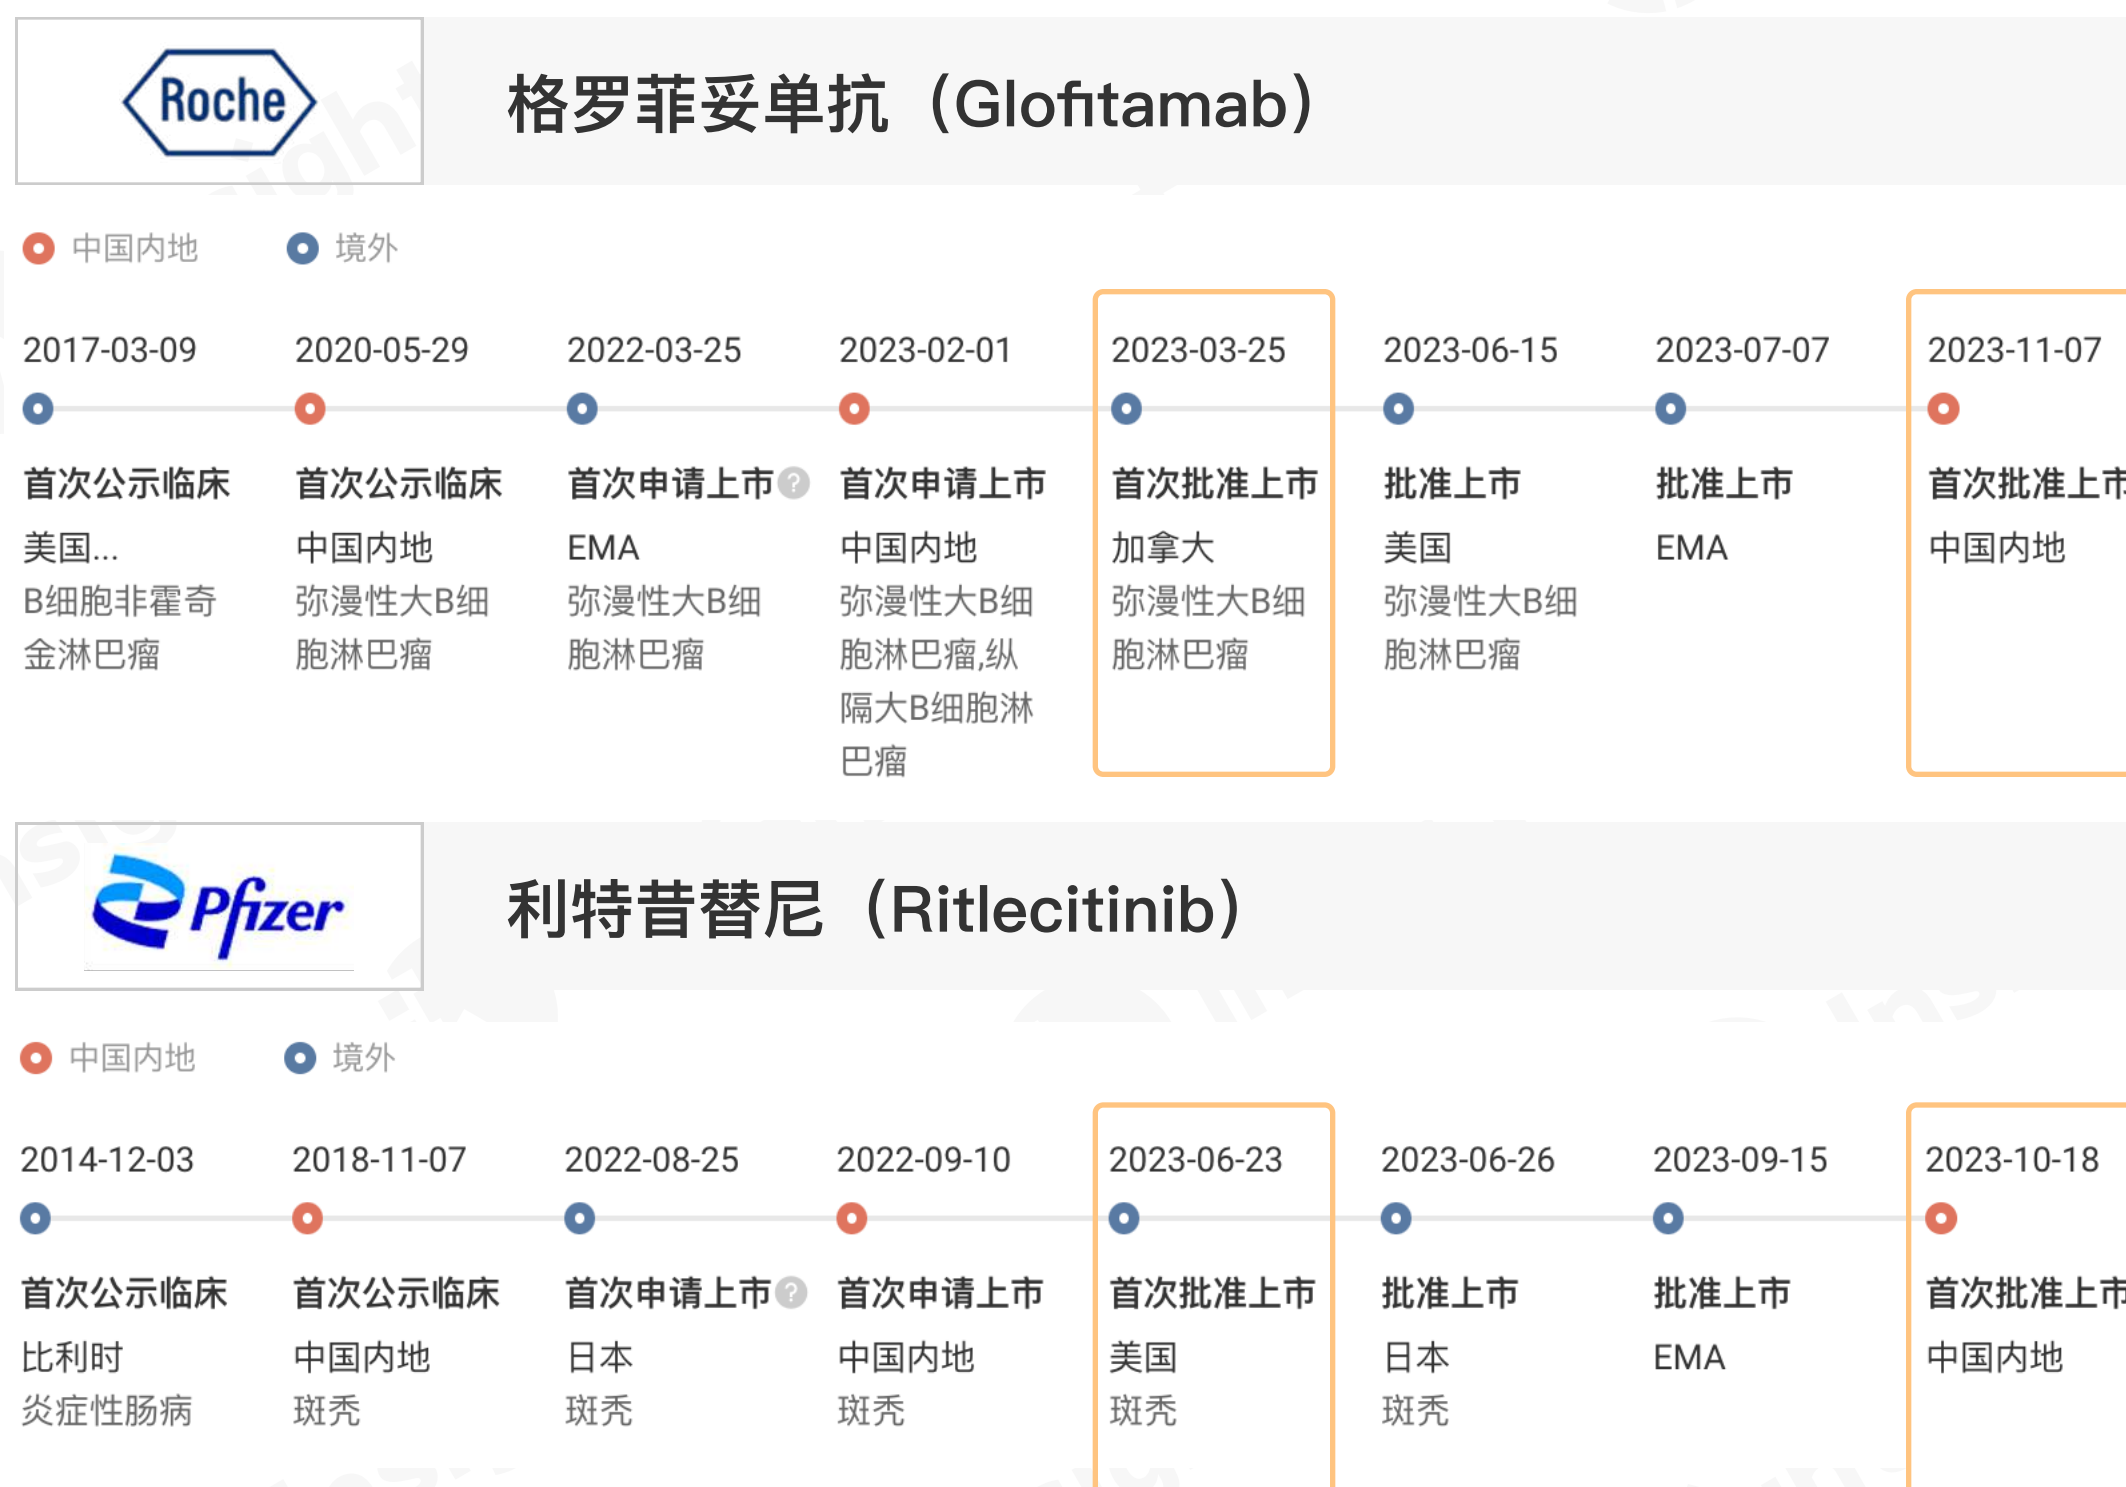 Roche
格罗菲妥单抗（Glofitamab）
中国内地 境外
2017-03-09 2020-05-29 2022-03-25 2023-02-01 2023-03-25 2023-06-15 2023-07-07 2023-11-07
首次公示临床 首次公示临床 首次申请上市? 首次申请上市 首次批准上市 批准上市 批准上市 首次批准上市
美国... 中国内地 EMA 中国内地 加拿大 美国 EMA 中国内地
B细胞非霍奇 弥漫性大B细 弥漫性大B细 弥漫性大B细 弥漫性大B细 弥漫性大B细
金淋巴瘤 胞淋巴瘤 胞淋巴瘤 胞淋巴瘤,纵 胞淋巴瘤 胞淋巴瘤
隔大B细胞淋
巴瘤
Pfizer
利特昔替尼（Ritlecitinib）
中国内地 境外
2014-12-03 2018-11-07 2022-08-25 2022-09-10 2023-06-23 2023-06-26 2023-09-15 2023-10-18
首次公示临床 首次公示临床 首次申请上市? 首次申请上市 首次批准上市 批准上市 批准上市 首次批准上市
比利时 中国内地 日本 中国内地 美国 日本 EMA 中国内地
炎症性肠病 斑秃 斑秃 斑秃 斑秃 斑秃